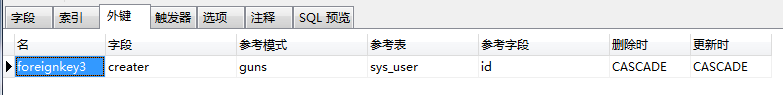 字段 索引 外键 触发器 选项 注释 SQL 预览
名 字段 参考模式 参考表 参考字段 删除时 更新时
foreignkey3 creater guns sys_user id CASCADE CASCADE